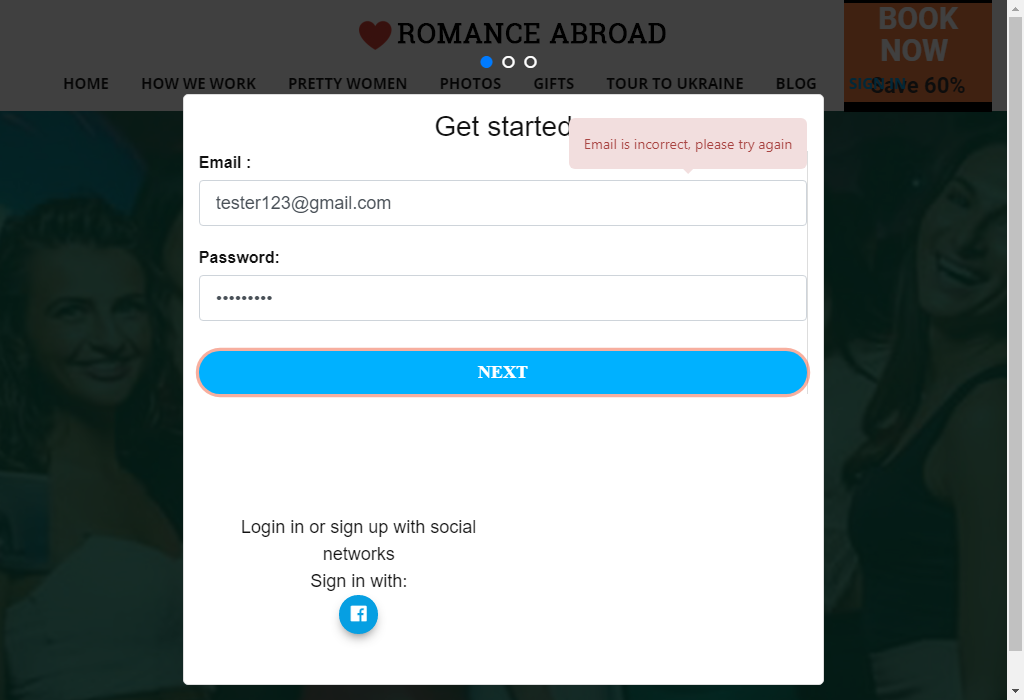 ROMANCE ABROAD
BOOK
NOW
Save 60%
HOME HOW WE WORK PRETTY WOMEN PHOTOS GIFTS TOUR TO UKRAINE BLOG SIGN IN
Get started
Email is incorrect, please try again
Email :
tester123@gmail.com
Password:
•••••••••
NEXT
Login in or sign up with social
networks
Sign in with: